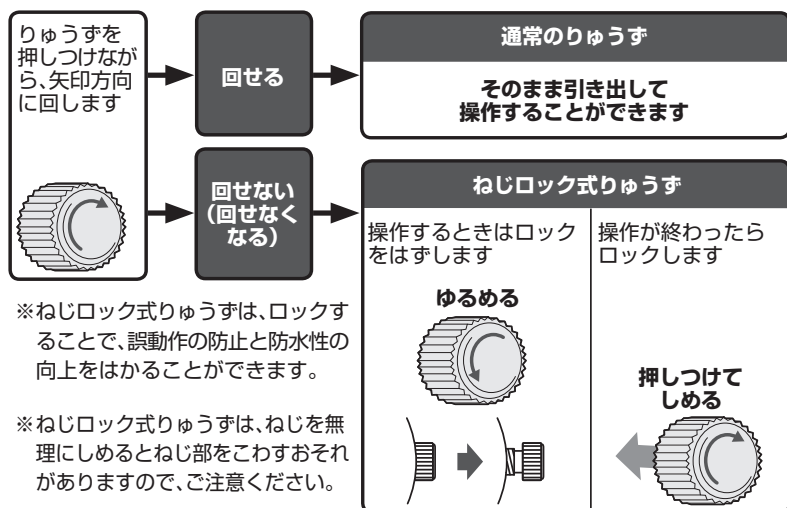 りゅうずを
押しつけなが
ら、矢印方向
に回します
回せる
通常のりゅうず
そのまま引き出して
操作することができます
回せない
(回せなく
なる)
ねじロック式りゅうず
操作するときはロック
をはずします
ゆるめる
操作が終わったら
ロックします
押しつけて
しめる
※ねじロック式りゅうずは、ロックす
ることで、誤動作の防止と防水性の
向上をはかることができます。
※ねじロック式りゅうずは、ねじを無
理にしめるとねじ部をこわすおそれ
がありますので、ご注意ください。